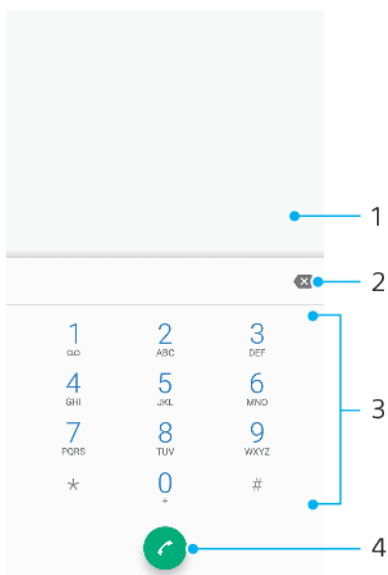 1
2
1 2 3
ABC DEF
4 5 6
GHI JKL MNO
3
7 8 9
PQRS TUV WXYZ
* 0 #
+
4